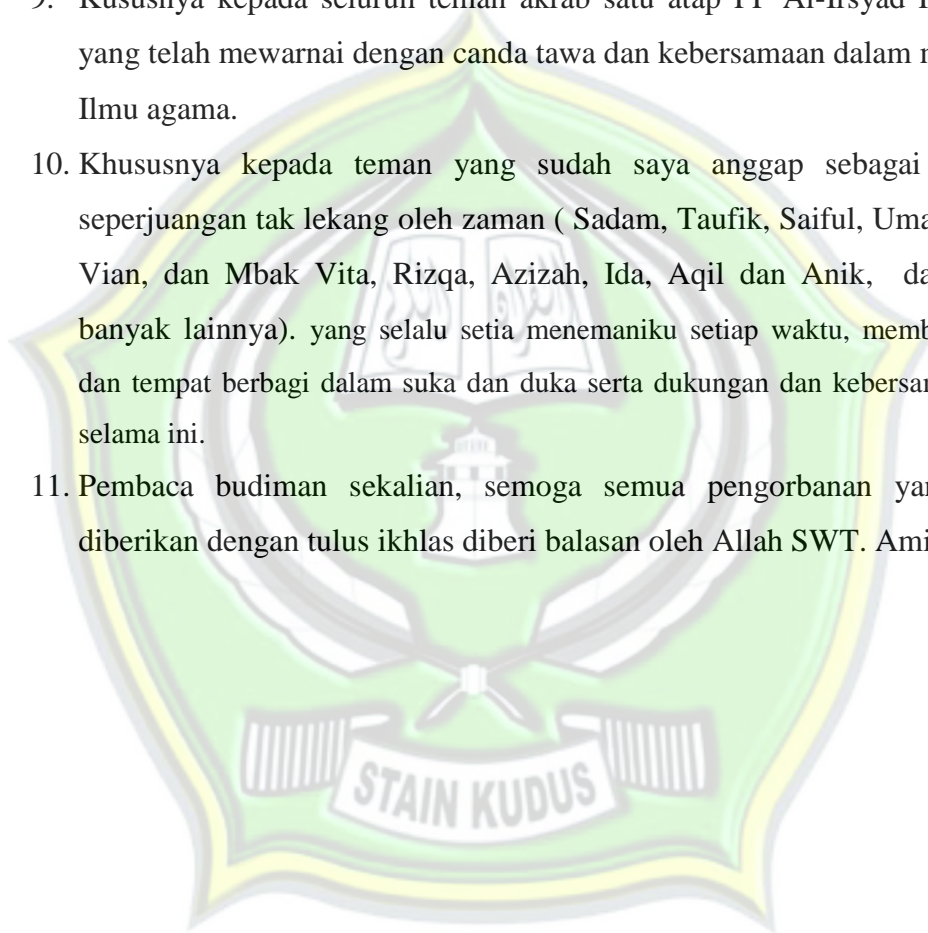 9. Kususnya kepada seluruh teman akrab satu atap PP Al-Irsyad
yang telah mewarnai dengan canda tawa dan kebersamaan dalam
Ilmu agama.
10. Khususnya kepada teman yang sudah saya anggap sebagai
seperjuangan tak lekang oleh zaman ( Sadam, Taufik, Saiful,
Vian, dan Mbak Vita, Rizqa, Azizah, Ida, Aqil dan Anik,
banyak lainnya). yang selalu setia menemaniku setiap waktu,
dan tempat berbagi dalam suka dan duka serta dukungan dan
selama ini.
11. Pembaca budiman sekalian, semoga semua pengorbanan
diberikan dengan tulus ikhlas diberi balasan oleh Allah SWT.
STAIN KUDUS